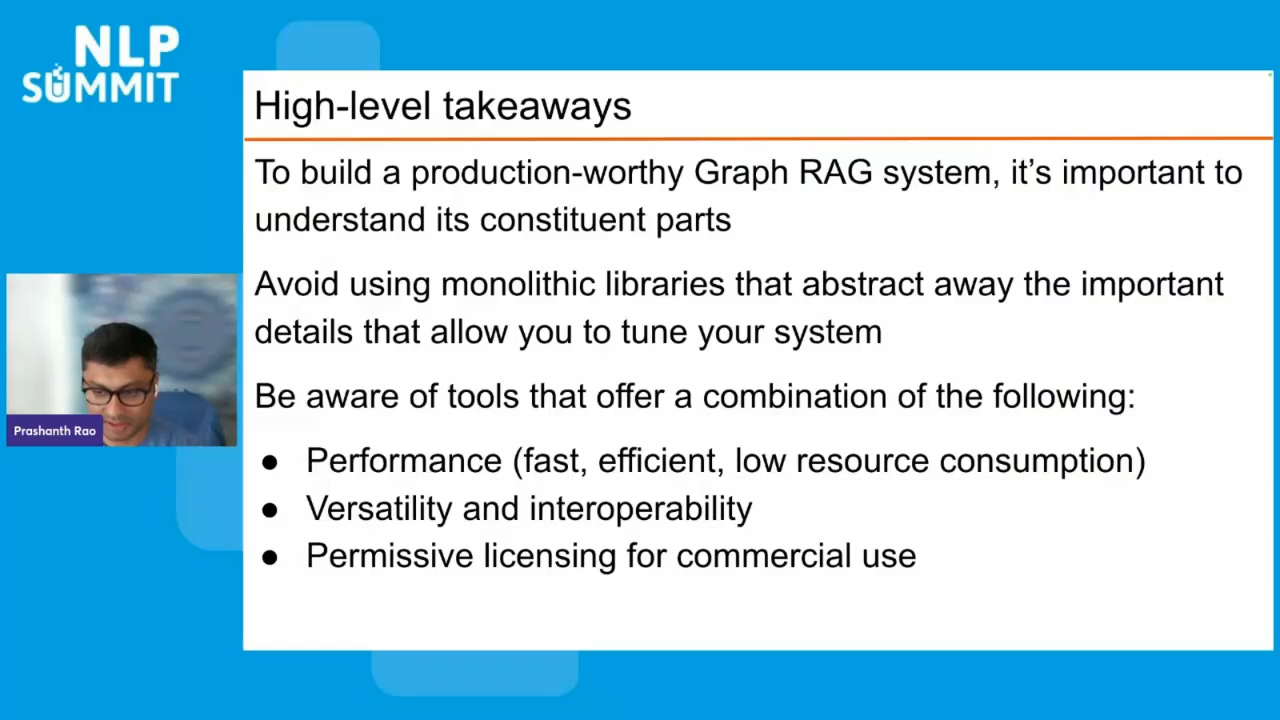 NLP
SUMMIT
High-level takeaways
To build a production-worthy Graph RAG system, it’s important to
understand its constituent parts
Avoid using monolithic libraries that abstract away the important
details that allow you to tune your system
Be aware of tools that offer a combination of the following:
● Performance (fast, efficient, low resource consumption)
● Versatility and interoperability
● Permissive licensing for commercial use
Prashanth Rao